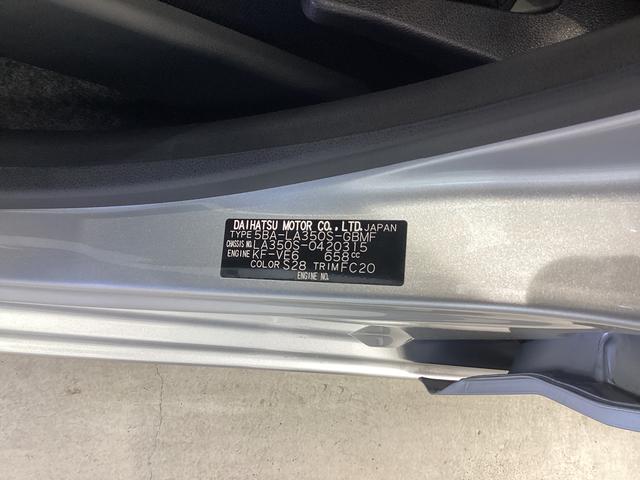 DAIHATSU MOTOR CO., LTD. JAPAN
TYPE 5BA-LA350S-GBMF
CHASSIS NO. LA350S-0420315
ENGINE KF-VE6 658CC
COLOR S28 TRIM FC20
ENGINE NO.